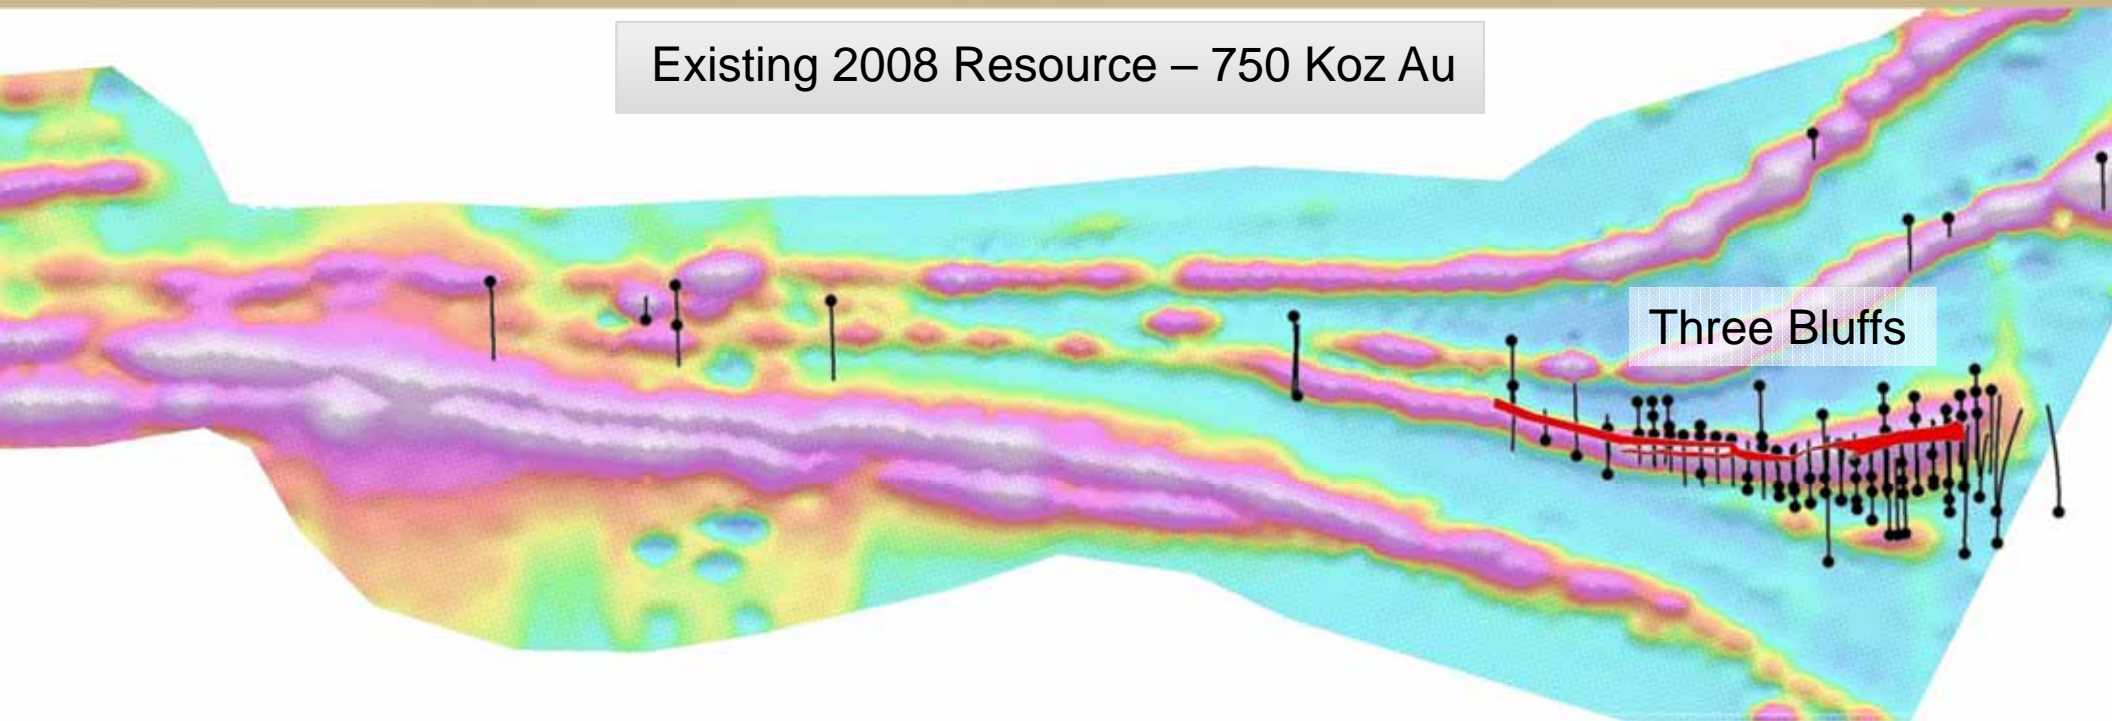 Existing 2008 Resource – 750 Koz Au
Three Bluffs